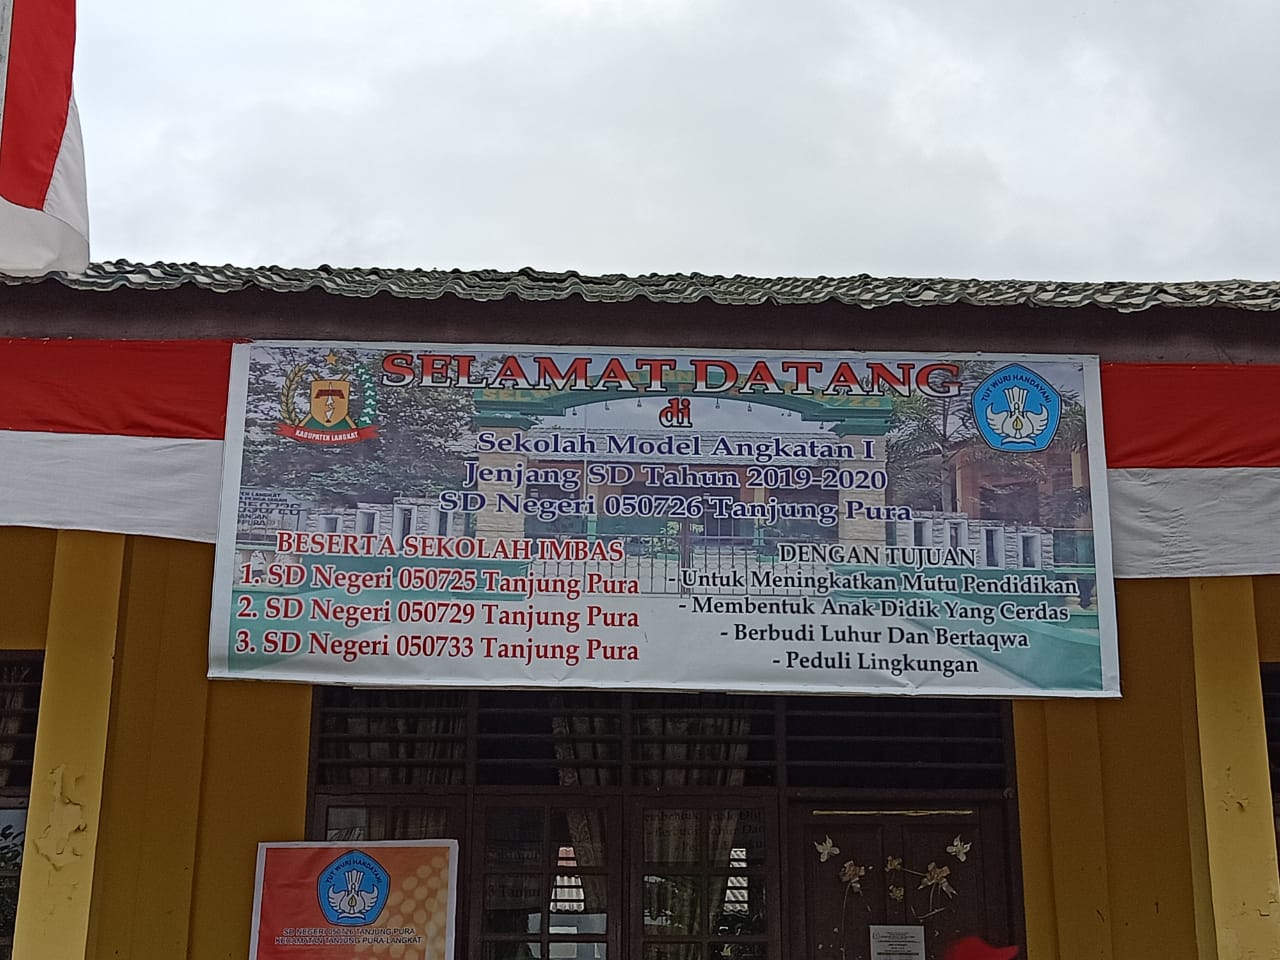 SELAMAT DATANG
di
Sekolah Model Angkatan I
Jenjang SD Tahun 2019-2020
SD Negeri 050726 Tanjung Pura
KABUPATEN LANGKAT
TUT WURI HANDAYANI
BESERTA SEKOLAH IMBAS
1. SD Negeri 050725 Tanjung Pura
2. SD Negeri 050729 Tanjung Pura
3. SD Negeri 050733 Tanjung Pura
DENGAN TUJUAN
- Untuk Meningkatkan Mutu Pendidikan
- Membentuk Anak Didik Yang Cerdas
- Berbudi Luhur Dan Bertaqwa
- Peduli Lingkungan
TUT WURI HANDAYANI
SD NEGERI 050726 TANJUNG PURA
KECAMATAN TANJUNG PURA-LANGKAT